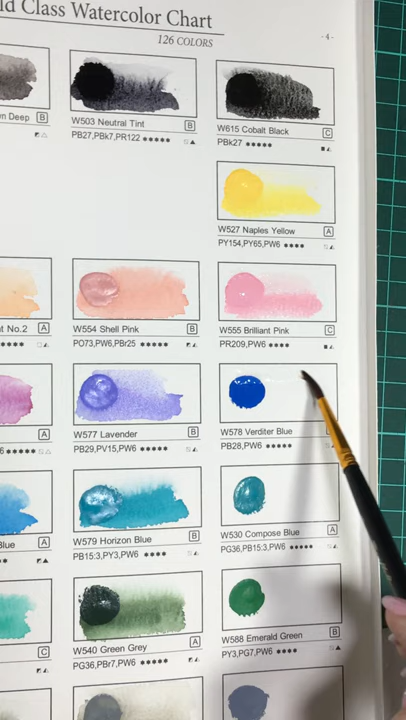 Class Watercolor Chart
126 COLORS
- 4 -
Deep B
W503 Neutral Tint B
PB27,PBk7,PR122 *****
W615 Cobalt Black C
PBk27 *****
W527 Naples Yellow A
PY154,PY65,PW6 ****
No.2 A
****
W554 Shell Pink B
PO73,PW6,PBr25 *****
W555 Brilliant Pink C
PR209,PW6 ****
A
6 *****
W577 Lavender B
PB29,PV15,PW6 *****
W578 Verditer Blue
PB28,PW6 *****
Blue A
W579 Horizon Blue B
PB15:3,PY3,PW6 ****
W530 Compose Blue A
PG36,PB15:3,PW6 *****
C
W540 Green Grey A
PG36,PBr7,PW6 *****
W588 Emerald Green B
PY3,PG7,PW6 ****